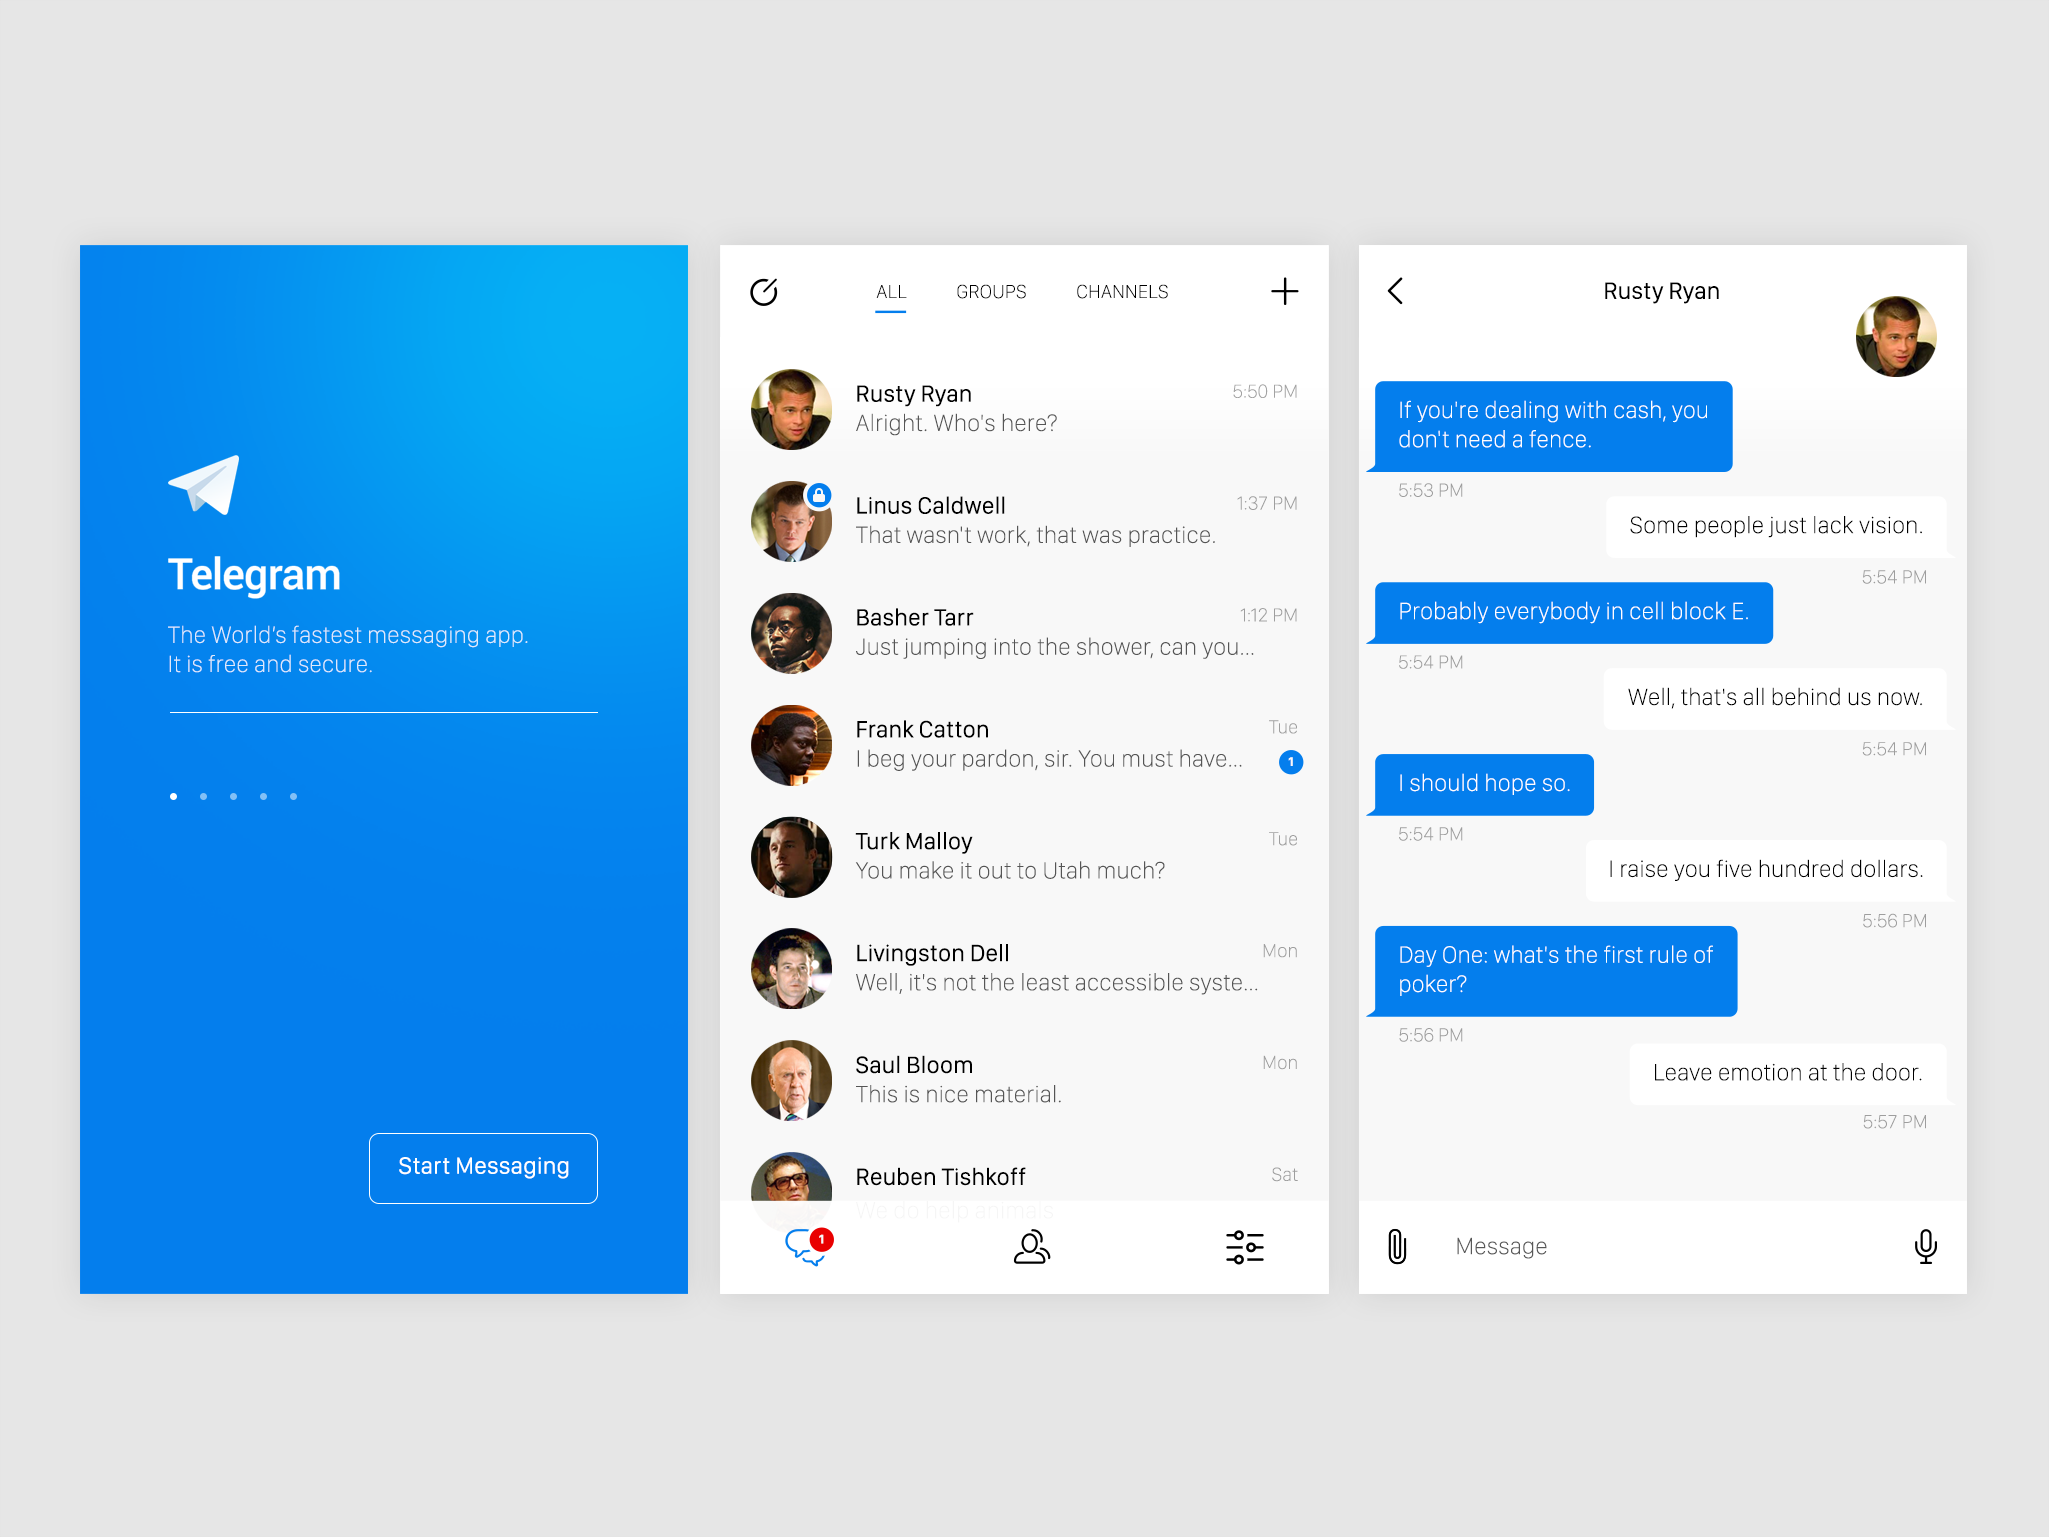 Telegram
The World's fastest messaging app.
It is free and secure.
Start Messaging
ALL GROUPS CHANNELS
Rusty Ryan 5:50 PM
Alright. Who's here?
Linus Caldwell 1:37 PM
That wasn't work, that was practice.
Basher Tarr 1:12 PM
Just jumping into the shower, can you...
Frank Catton Tue
I beg your pardon, sir. You must have... 1
Turk Malloy Tue
You make it out to Utah much?
Livingston Dell Mon
Well, it's not the least accessible syste...
Saul Bloom Mon
This is nice material.
Reuben Tishkoff Sat
We do help animals
1
Rusty Ryan
If you're dealing with cash, you
don't need a fence.
5:53 PM
Some people just lack vision.
5:54 PM
Probably everybody in cell block E.
5:54 PM
Well, that's all behind us now.
5:54 PM
I should hope so.
5:54 PM
I raise you five hundred dollars.
5:56 PM
Day One: what's the first rule of
poker?
5:56 PM
Leave emotion at the door.
5:57 PM
Message